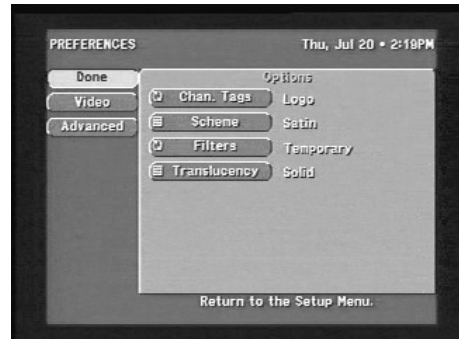 PREFERENCES
Thu, Jul 20 • 2:19PM
Done
Video
Advanced
Options
Chan. Tags Logo
Scheme Satin
Filters Temporary
Translucency Solid
Return to the Setup Menu.